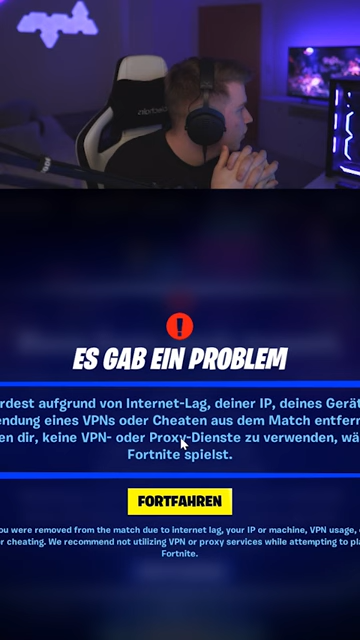 ES GAB EIN PROBLEM
rdest aufgrund von Internet-Lag, deiner IP, deines Gerät
endung eines VPNs oder Cheaten aus dem Match entfern
en dir, keine VPN- oder Proxy-Dienste zu verwenden, wä
Fortnite spielst.
FORTFAHREN
ou were removed from the match due to internet lag, your IP or machine, VPN usage,
r cheating. We recommend not utilizing VPN or proxy services while attempting to pl
Fortnite.